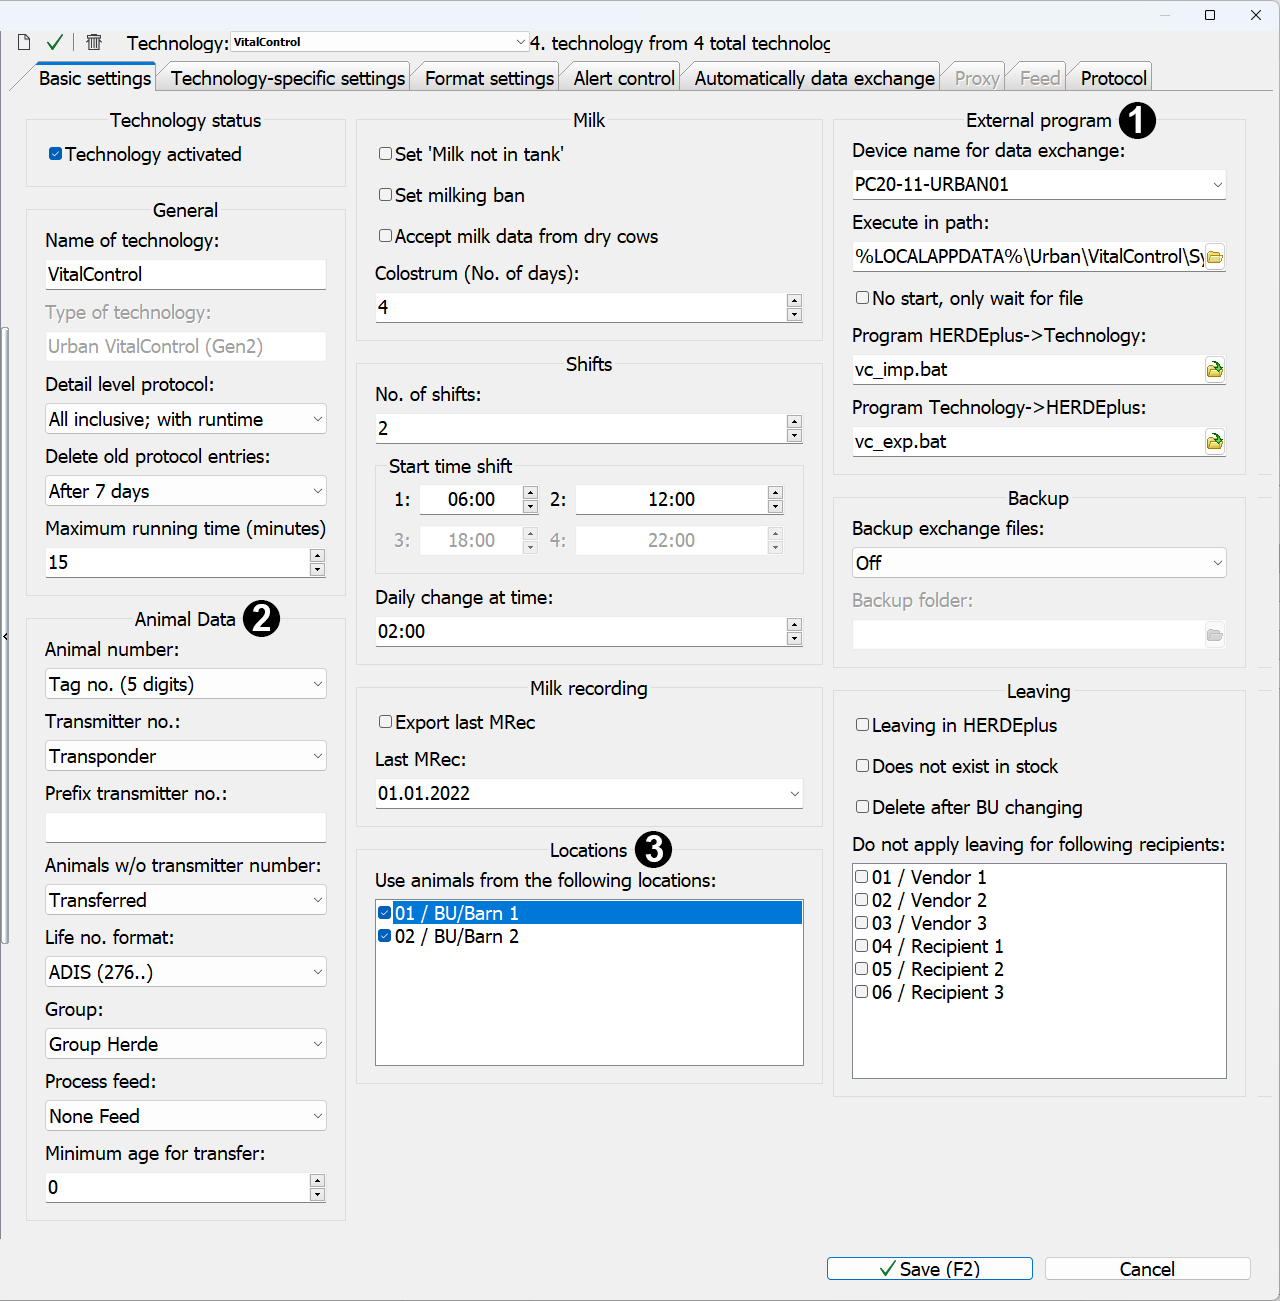 Technology: VitalControl 4. technology from 4 total technolog
Basic settings Technology-specific settings Format settings Alert control Automatically data exchange Proxy Feed Protocol
Technology status
Technology activated
General
Name of technology:
VitalControl
Type of technology:
Urban VitalControl (Gen2)
Detail level protocol:
All inclusive; with runtime
Delete old protocol entries:
After 7 days
Maximum running time (minutes)
15
Animal Data 2
Animal number:
Tag no. (5 digits)
Transmitter no.:
Transponder
Prefix transmitter no.:
Animals w/o transmitter number:
Transferred
Life no. format:
ADIS (276..)
Group:
Group Herde
Process feed:
None Feed
Minimum age for transfer:
0
Milk
Set 'Milk not in tank'
Set milking ban
Accept milk data from dry cows
Colostrum (No. of days):
4
Shifts
No. of shifts:
2
Start time shift
1: 06:00 2: 12:00
3: 18:00 4: 22:00
Daily change at time:
02:00
Milk recording
Export last MRec
Last MRec:
01.01.2022
Locations 3
Use animals from the following locations:
01 / BU/Barn 1
02 / BU/Barn 2
External program 1
Device name for data exchange:
PC20-11-URBAN01
Execute in path:
%LOCALAPPDATA%\Urban\VitalControl\Sy
No start, only wait for file
Program HERDEplus->Technology:
vc_imp.bat
Program Technology->HERDEplus:
vc_exp.bat
Backup
Backup exchange files:
Off
Backup folder:
Leaving
Leaving in HERDEplus
Does not exist in stock
Delete after BU changing
Do not apply leaving for following recipients:
01 / Vendor 1
02 / Vendor 2
03 / Vendor 3
04 / Recipient 1
05 / Recipient 2
06 / Recipient 3
Save (F2) Cancel